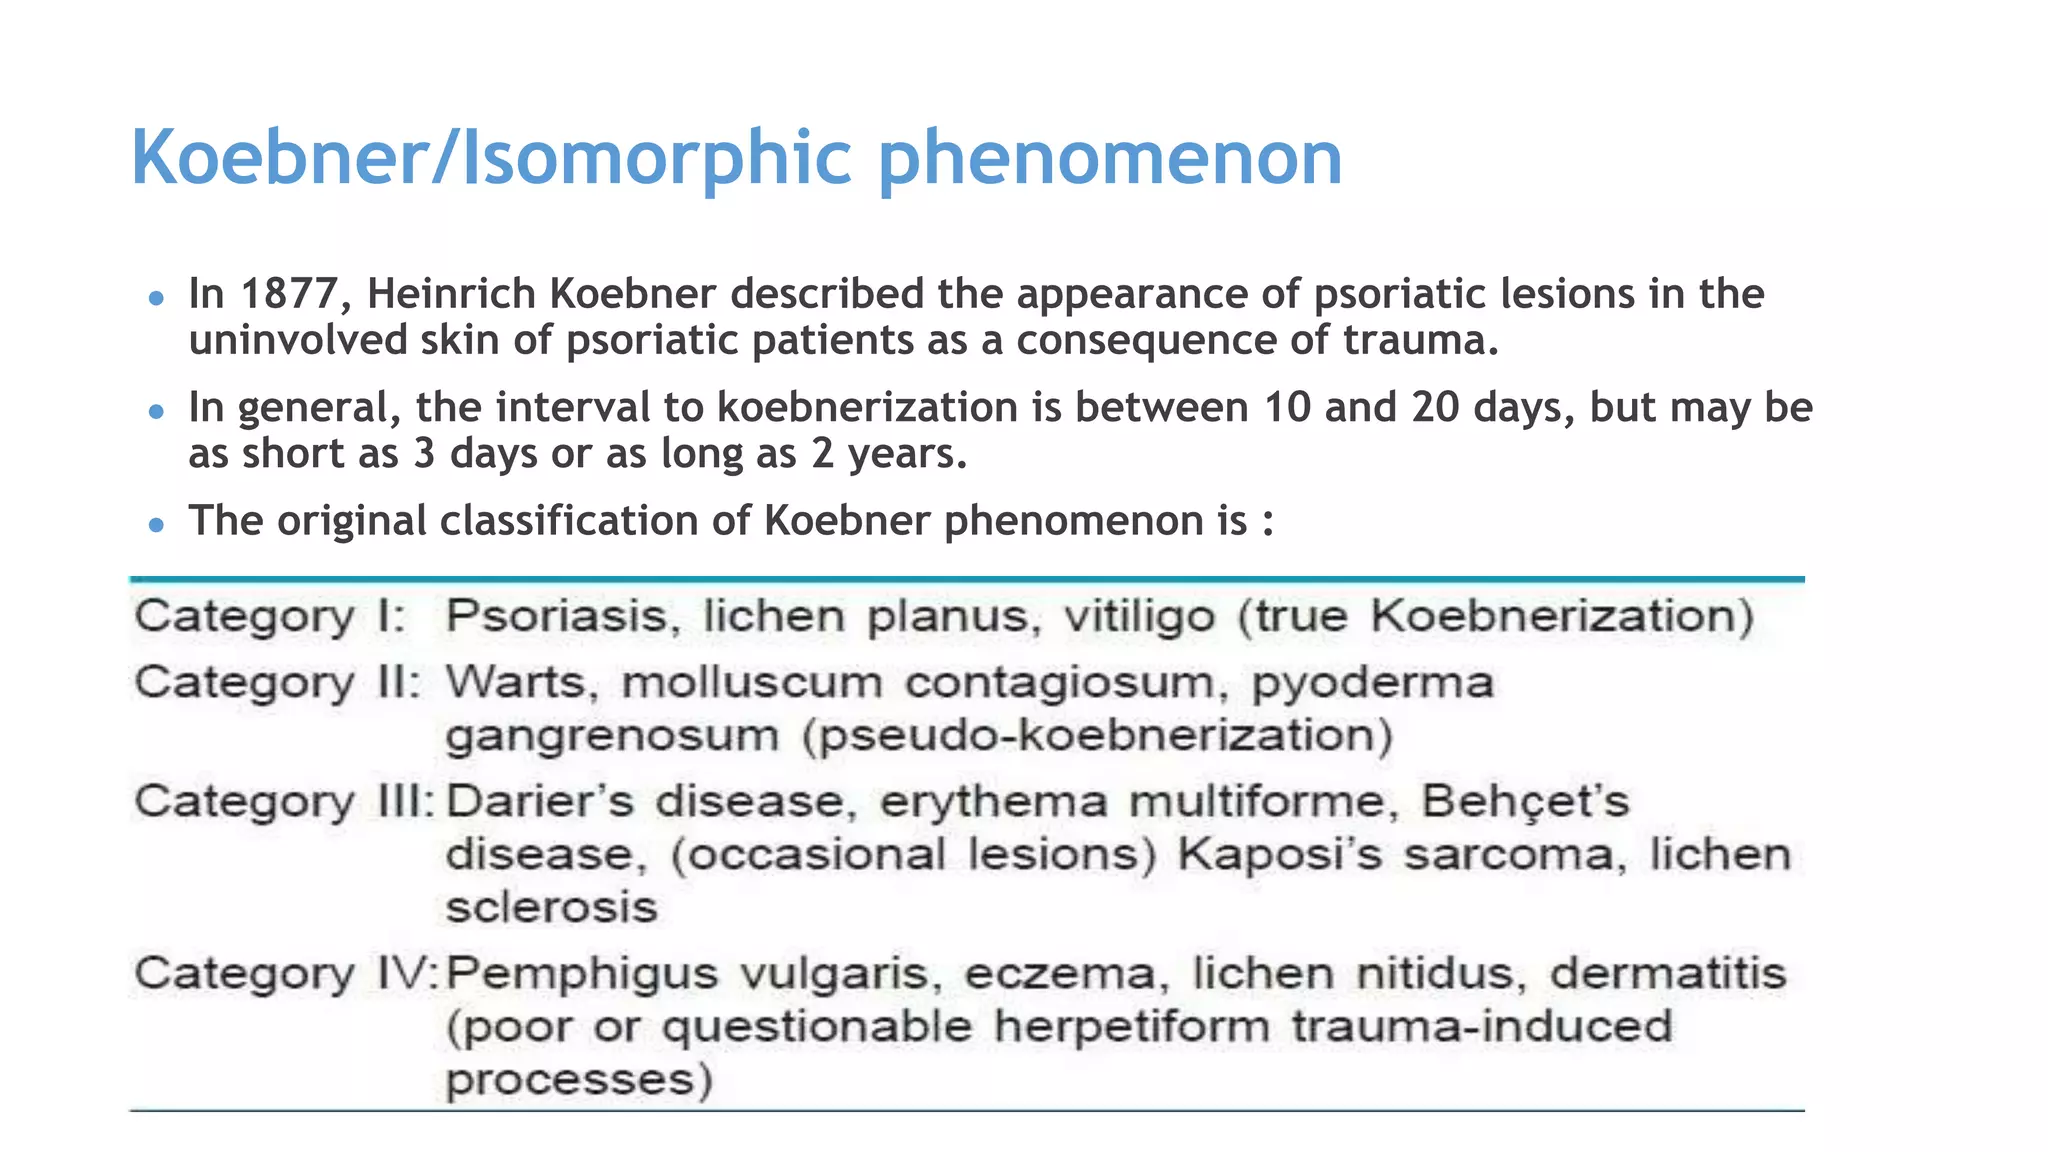 Koebner/Isomorphic phenomenon
● In 1877, Heinrich Koebner described the appearance of psoriatic lesions in the
uninvolved skin of psoriatic patients as a consequence of trauma.
● In general, the interval to koebnerization is between 10 and 20 days, but may be
as short as 3 days or as long as 2 years.
● The original classification of Koebner phenomenon is :
Category I: Psoriasis, lichen planus, vitiligo (true Koebnerization)
Category II: Warts, molluscum contagiosum, pyoderma
gangrenosum (pseudo-koebnerization)
Category III: Darier's disease, erythema multiforme, Behçet's
disease, (occasional lesions) Kaposi's sarcoma, lichen
sclerosis
Category IV: Pemphigus vulgaris, eczema, lichen nitidus, dermatitis
(poor or questionable herpetiform trauma-induced
processes)